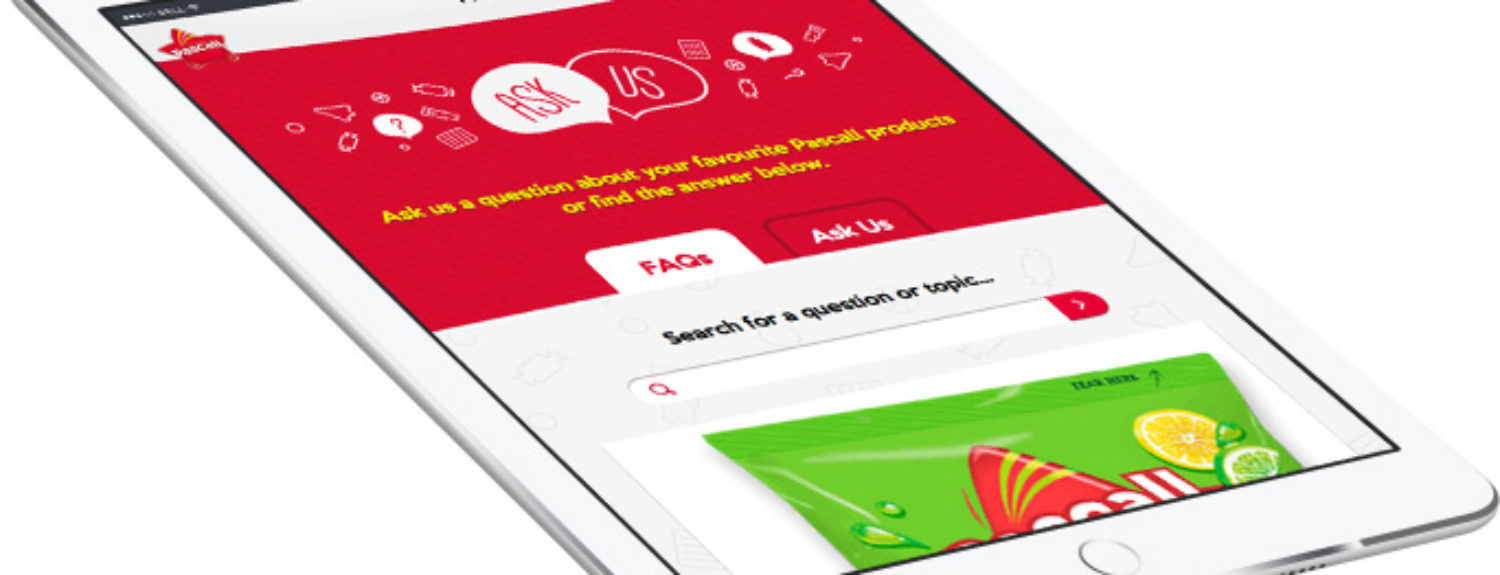 Pascall
ASK US
?
Ask us a question about your favourite Pascall products
or find the answer below.
FAQs
Ask Us
Search for a question or topic...
TEAR HERE